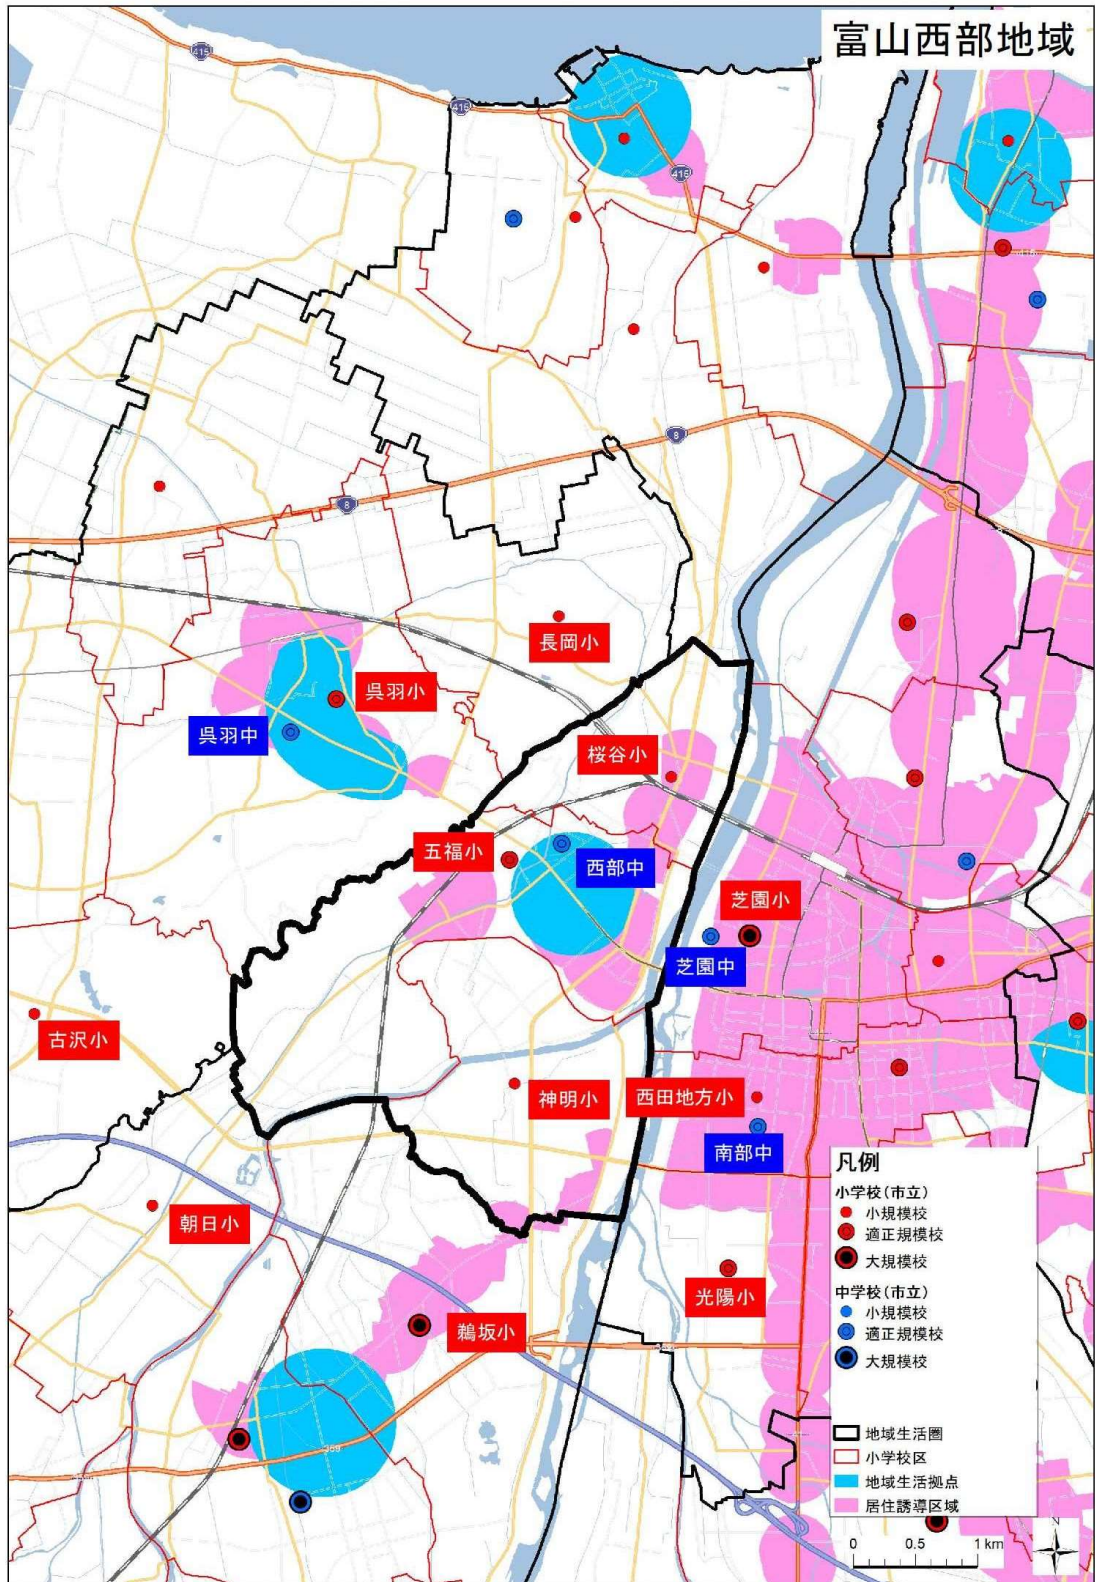 富山西部地域
415
415
415
8
8
長岡小
呉羽小
呉羽中
桜谷小
五福小
西部中
芝園小
芝園中
古沢小
神明小
西田地方小
南部中
朝日小
光陽小
鵜坂小
359
凡例
小学校(市立)
小規模校
適正規模校
大規模校
中学校(市立)
小規模校
適正規模校
大規模校
地域生活圏
小学校区
地域生活拠点
居住誘導区域
N
0 0.5 1 km